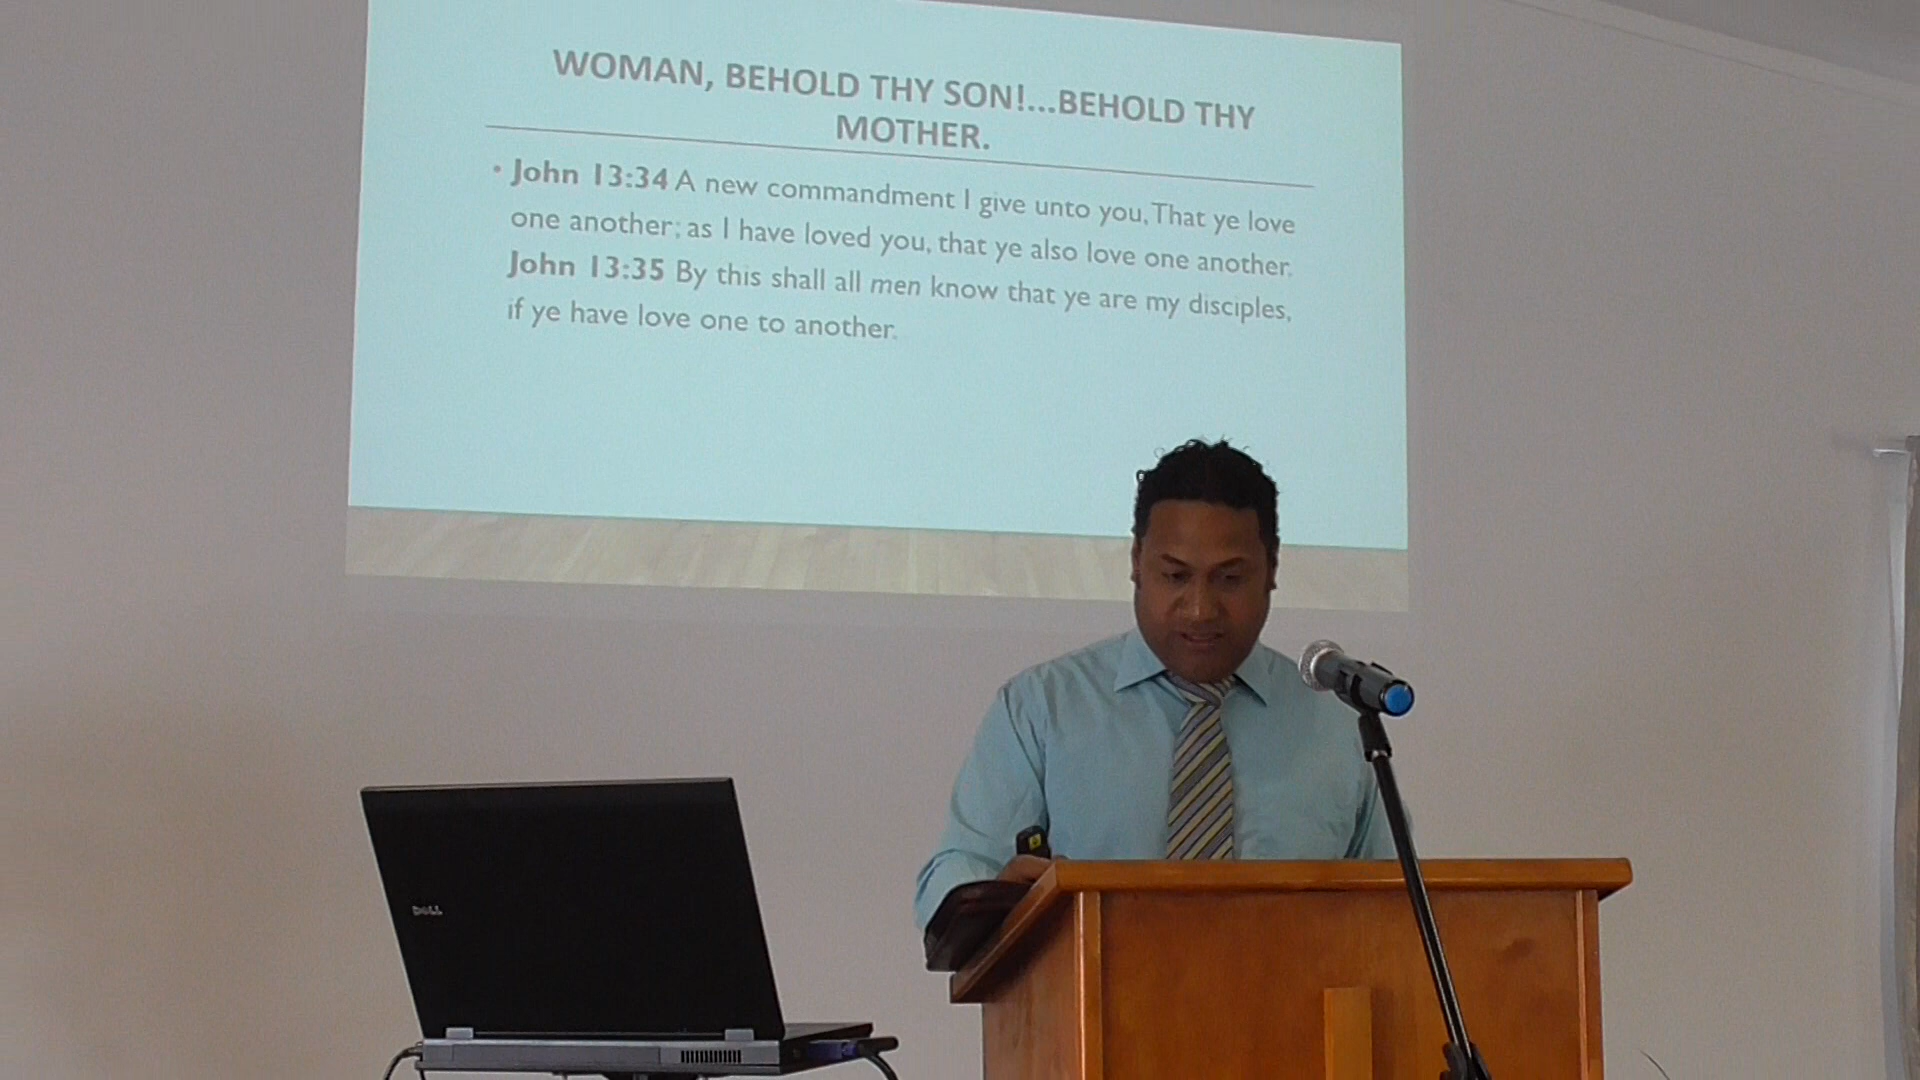 WOMAN, BEHOLD THY SON!...BEHOLD THY
MOTHER.
• John 13:34 A new commandment I give unto you, That ye love
one another; as I have loved you, that ye also love one another.
John 13:35 By this shall all men know that ye are my disciples,
if ye have love one to another.
DELL